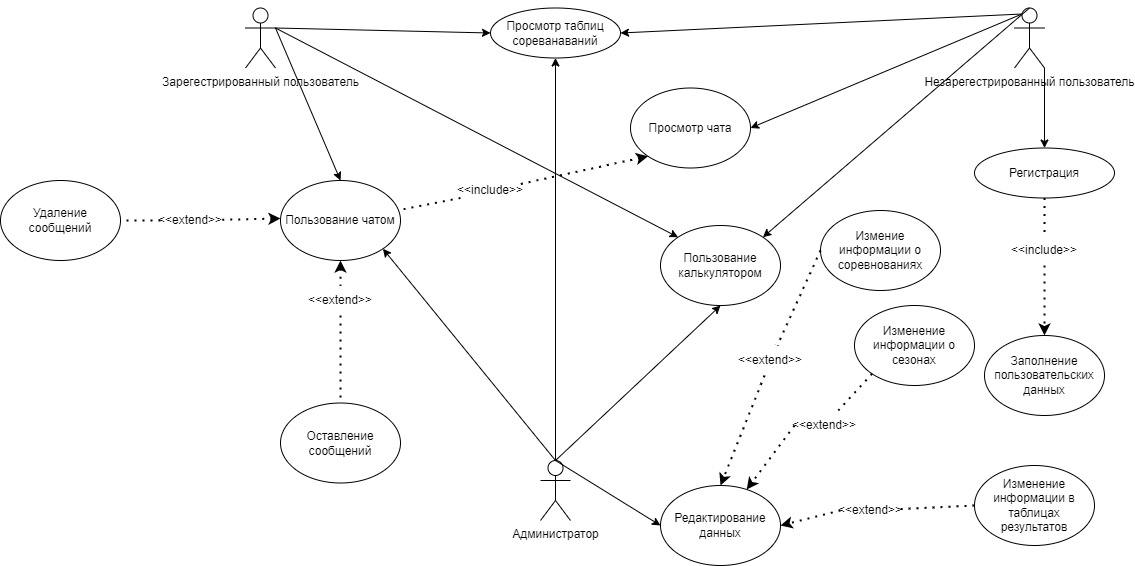 Просмотр таблиц
сореванаваний
Зарегестрированный пользователь
Незарегестрированный пользователь
Просмотр чата
Регистрация
<<include>>
Удаление
сообщений
<<extend>>
Пользование чатом
Измение
информации о
соревнованиях
<<include>>
Пользование
калькулятором
<<extend>>
Изменение
информации о
сезонах
<<extend>>
Заполнение
пользовательских
данных
<<extend>>
Оставление
сообщений
Изменение
информации в
таблицах
результатов
<<extend>>
Редактирование
данных
Администратор